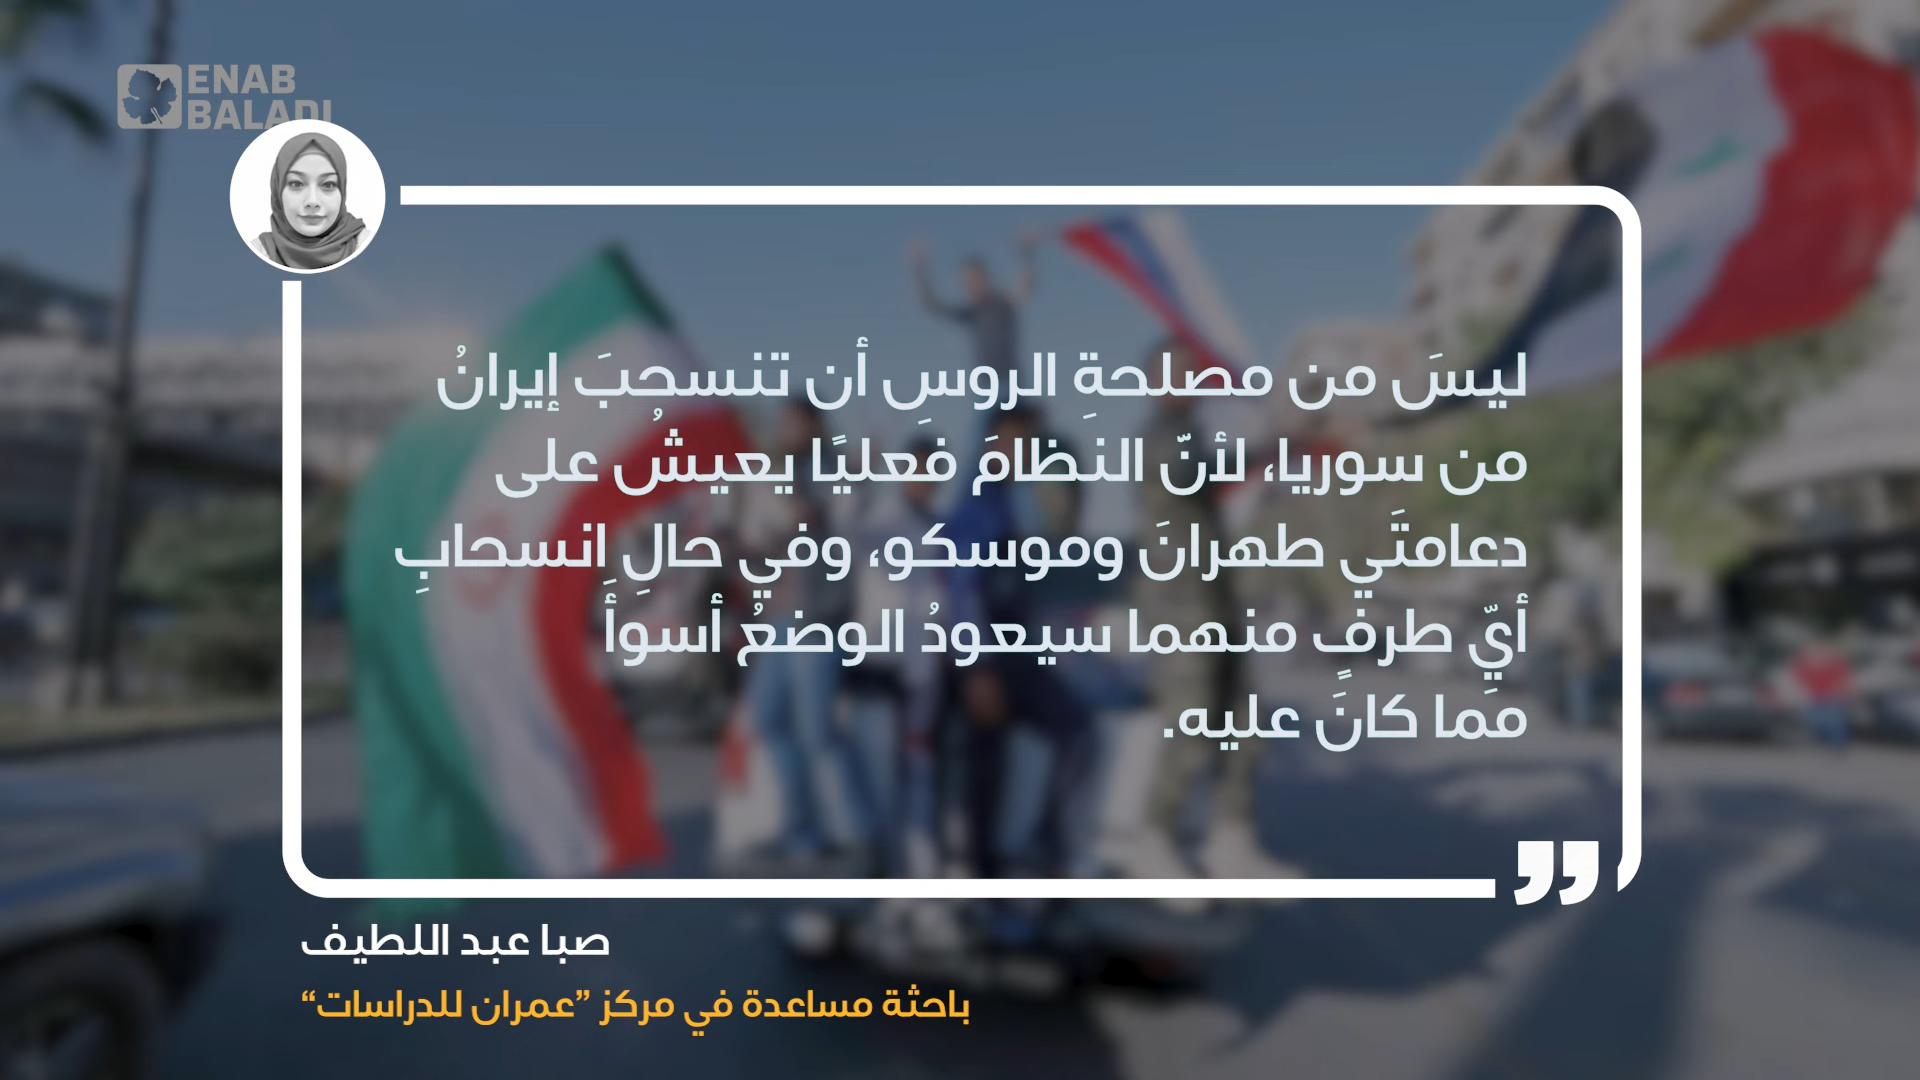 ENAB
BALADI
ليسَ من مصلحةِ الروسِ أن تنسحبَ إيرانُ
من سوريا، لأنّ النظامَ فعليًا يعيشُ على
دعامتَي طهرانَ وموسكو، وفي حالِ انسحابِ
أيّ طرفٍ منهما سيعودُ الوضعُ أسوأَ
مَما كانَ عليه.
صبا عبد اللطيف
باحثة مساعدة في مركز ”عمران للدراسات“